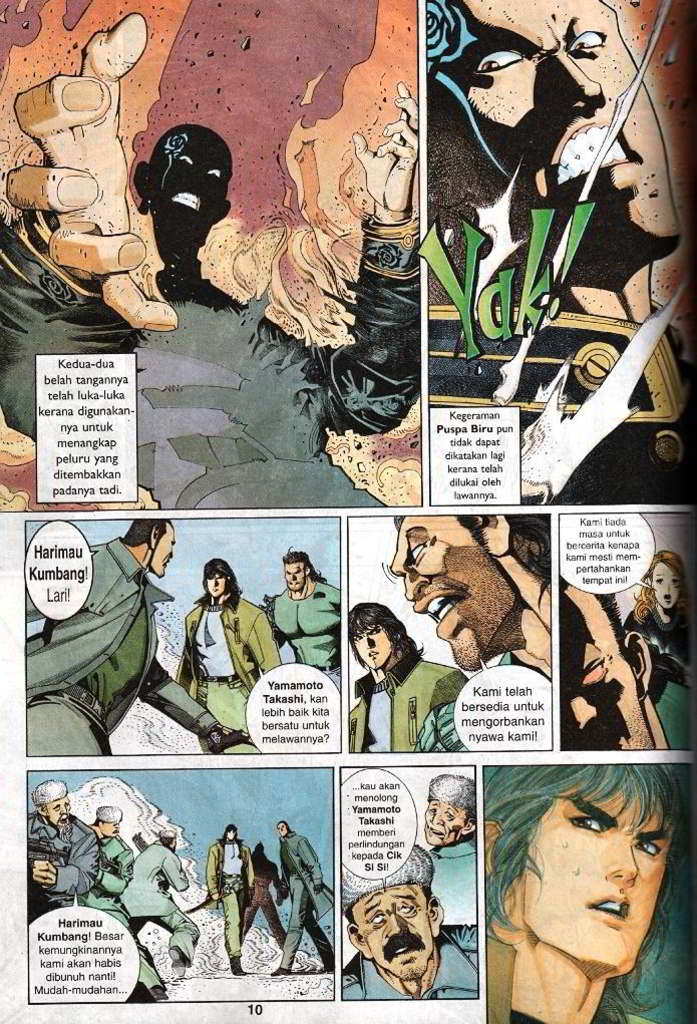 Kedua-dua
belah tangannya
telah luka-luka
kerana digunakan-
nya untuk
menangkap
peluru yang
ditembakkan
padanya tadi.
Yak!
Kegeraman
Puspa Biru pun
tidak dapat
dikatakan lagi
kerana telah
dilukai oleh
lawannya.
Harimau
Kumbang!
Lari!
Yamamoto
Takashi, kan
lebih baik kita
bersatu untuk
melawannya?
Kami telah
bersedia untuk
mengorbankan
nyawa kami!
Kami tiada
masa untuk
bercerita kenapa
kami mesti mem-
pertahankan
tempat ini!
Harimau
Kumbang! Besar
kemungkinannya
kami akan habis
dibunuh nanti!
Mudah-mudahan...
...kau akan
menolong
Yamamoto
Takashi
memberi
perlindungan
kepada Cik
Si Si!
10